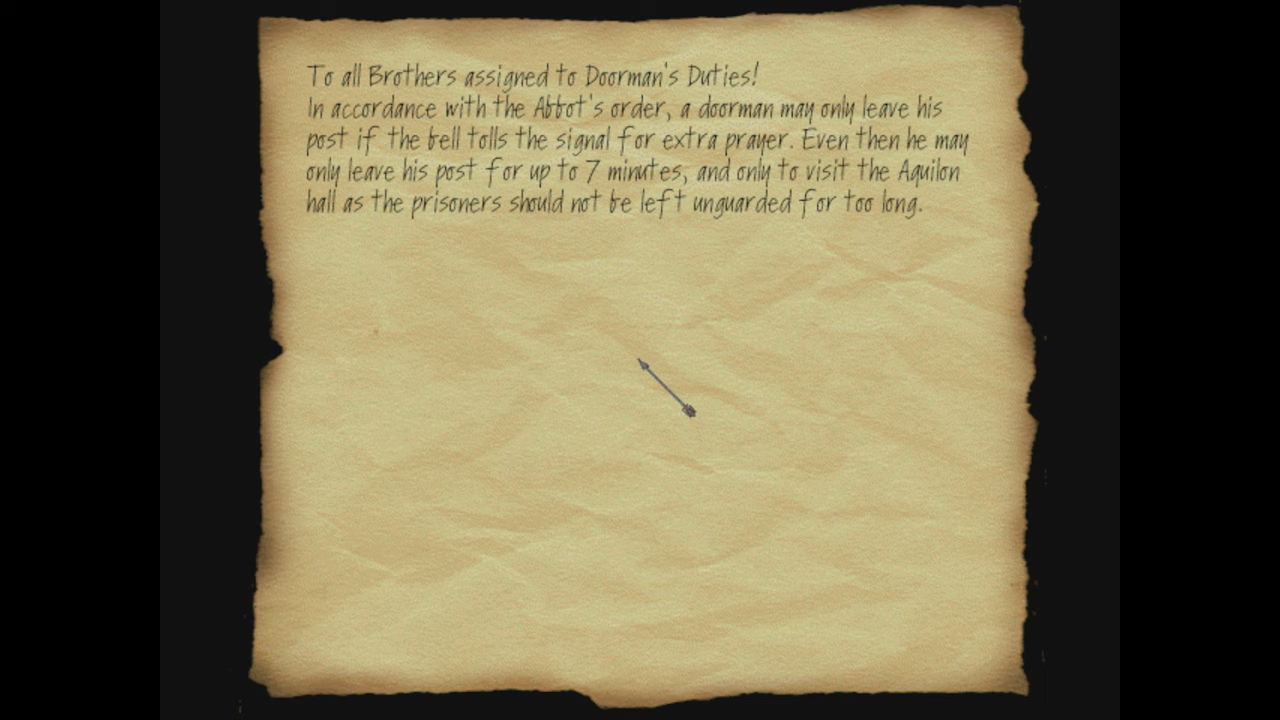 To all Brothers assigned to Doorman's Duties!
In accordance with the Abbot's order, a doorman may only leave his
post if the bell tolls the signal for extra prayer. Even then he may
only leave his post for up to 7 minutes, and only to visit the Aquilon
hall as the prisoners should not be left unguarded for too long.